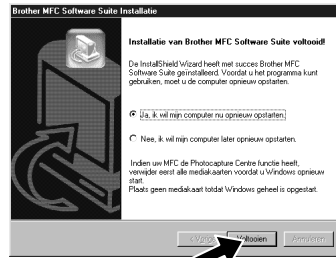 Brother MFC Software Suite Installatie
Installatie van Brother MFC Software Suite voltooid!
De InstallShield Wizard heeft met succes Brother MFC
Software Suite geïnstalleerd. Voordat u het programma kunt
gebruiken, moet u de computer opnieuw opstarten.
Ja, ik wil mijn computer nu opnieuw opstarten.
Nee, ik wil mijn computer later opnieuw opstarten.
Indien uw MFC de Photocapture Centre functie heeft,
verwijder eerst alle mediakaarten voordat u Windows opnieuw
start.
Plaats geen mediakaart totdat Windows geheel is opgestart.
Voltooien Annuleren